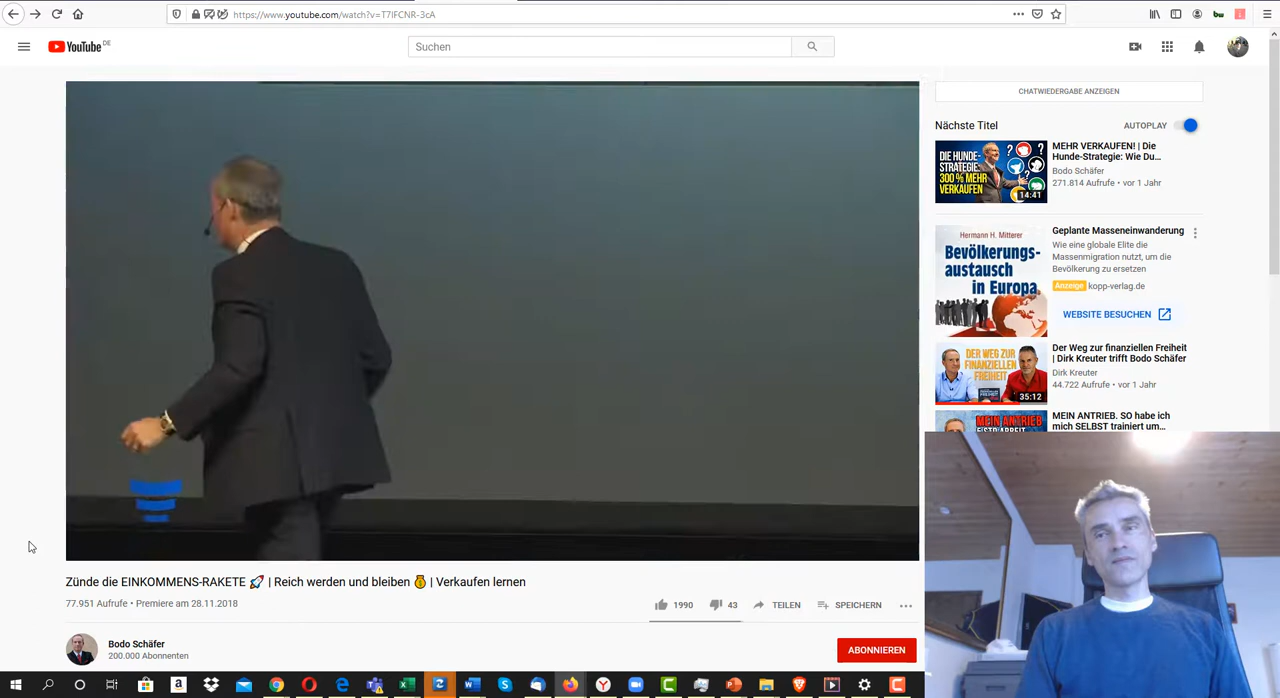 https://www.youtube.com/watch?v=T7iFCNR-3cA
YouTube DE
Suchen
CHATWIEDERGABE ANZEIGEN
Nächste Titel
AUTOPLAY
DIE HUNDE-
STRATEGIE:
300 % MEHR
VERKAUFEN
14:41
MEHR VERKAUFEN! | Die
Hunde-Strategie: Wie Du…
Bodo Schäfer
271.814 Aufrufe • vor 1 Jahr
Hermann H. Mitterer
Bevölkerungs-
austausch
in Europa
Geplante Masseneinwanderung
Wie eine globale Elite die
Massenmigration nutzt, um die
Bevölkerung zu ersetzen
Anzeige kopp-verlag.de
WEBSITE BESUCHEN
DER WEG ZUR
FINANZIELLEN
FREIHEIT
35:12
Der Weg zur finanziellen Freiheit
| Dirk Kreuter trifft Bodo Schäfer
Dirk Kreuter
44.722 Aufrufe • vor 1 Jahr
MEIN ANTRIEB. SO habe ich
mich SELBST trainiert um…
Zünde die EINKOMMENS-RAKETE 🚀 | Reich werden und bleiben 💰 | Verkaufen lernen
77.951 Aufrufe • Premiere am 28.11.2018
1990
43
TEILEN
SPEICHERN
Bodo Schäfer
200.000 Abonnenten
ABONNIEREN